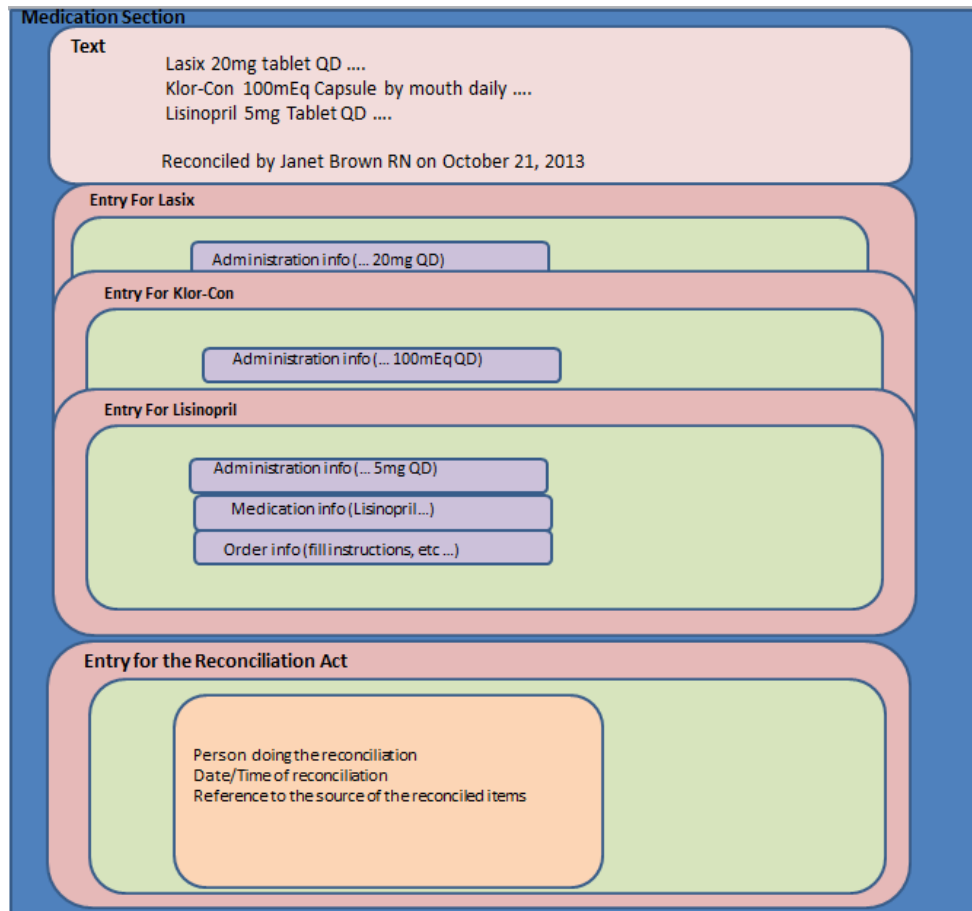 Medication Section
Text
Lasix 20mg tablet QD ....
Klor-Con 100mEq Capsule by mouth daily ....
Lisinopril 5mg Tablet QD ....
Reconciled by Janet Brown RN on October 21, 2013
Entry For Lasix
Administration info (... 20mg QD)
Entry For Klor-Con
Administration info (... 100mEq QD)
Entry For Lisinopril
Administration info (... 5mg QD)
Medication info (Lisinopril...)
Order info (fill instructions, etc ...)
Entry for the Reconciliation Act
Person doing the reconciliation
Date/Time of reconciliation
Reference to the source of the reconciled items